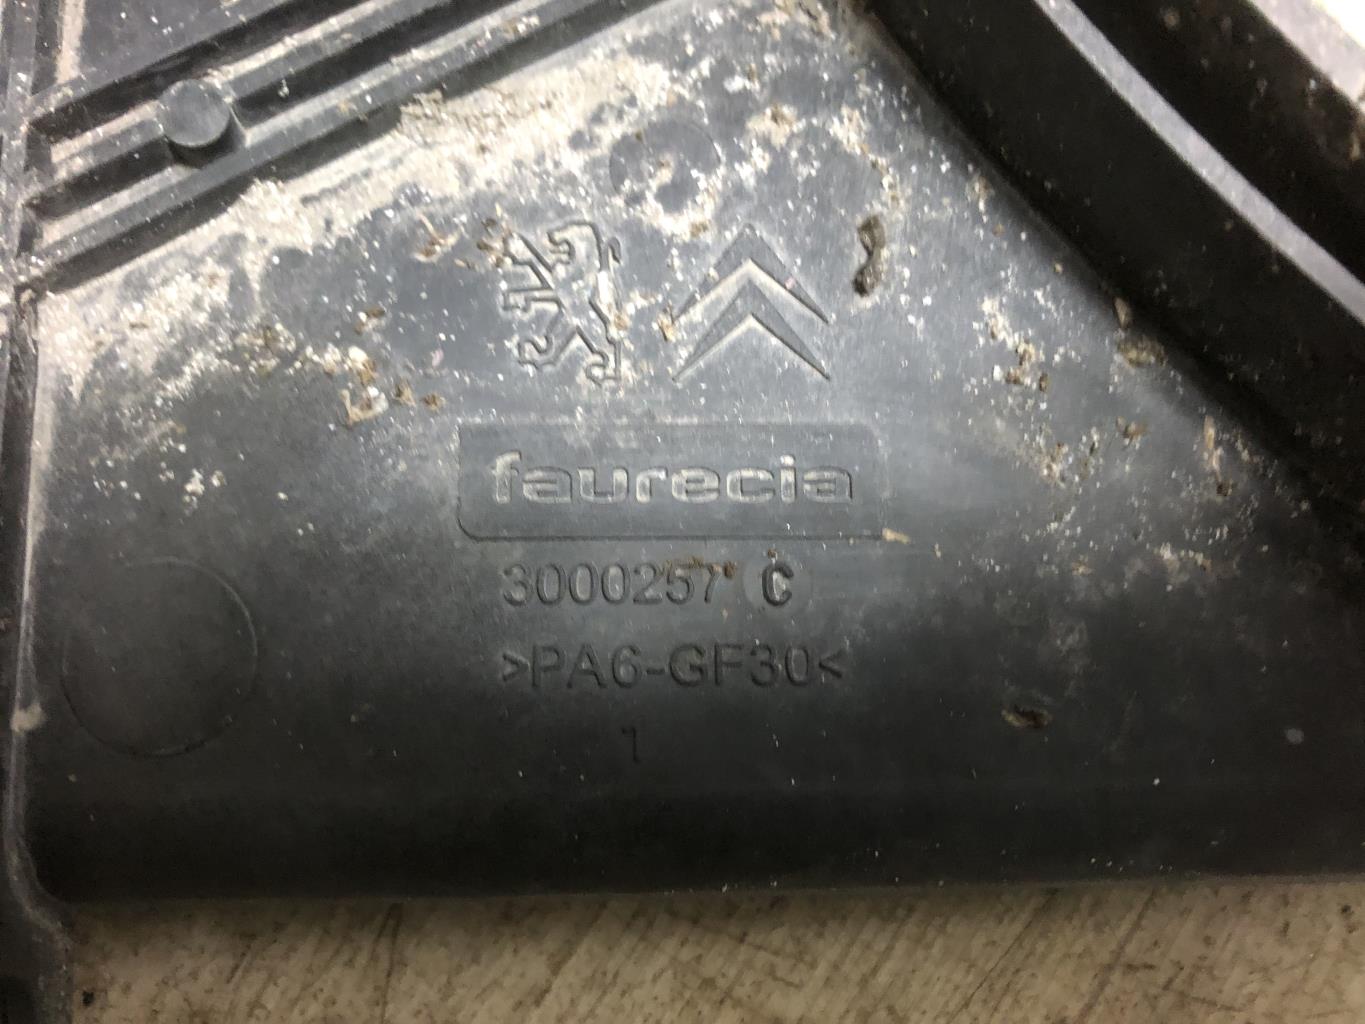 faurecia
3000257 C
>PA6-GF30<
1